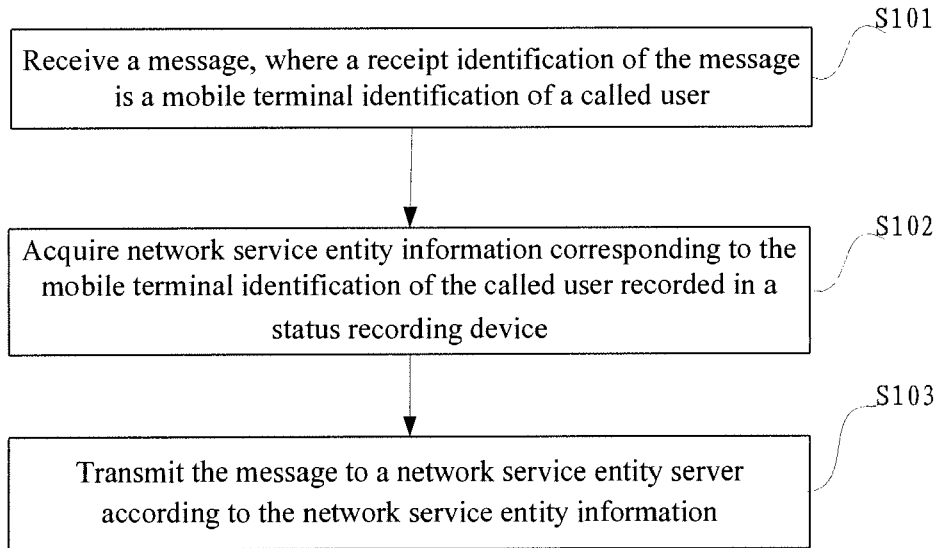 S101
Receive a message, where a receipt identification of the message
is a mobile terminal identification of a called user
S102
Acquire network service entity information corresponding to the
mobile terminal identification of the called user recorded in a
status recording device
S103
Transmit the message to a network service entity server
according to the network service entity information